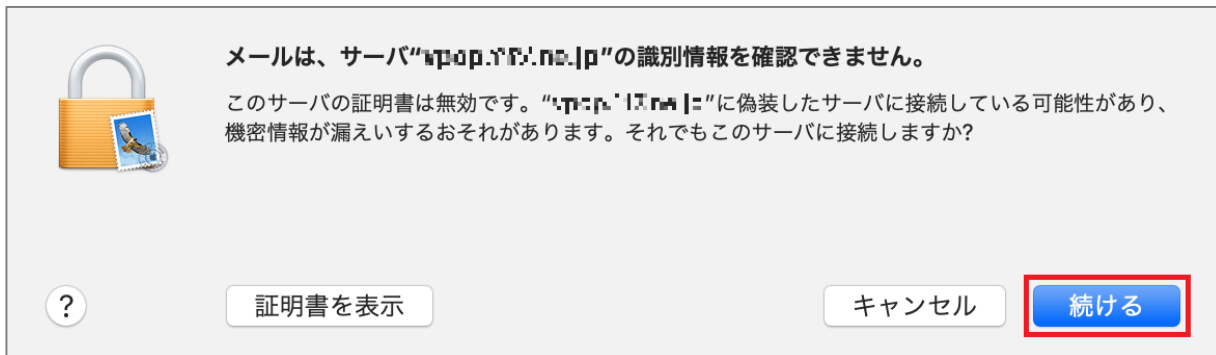 メールは、サーバ“ ”の識別情報を確認できません。
このサーバの証明書は無効です。“ ”に偽装したサーバに接続している可能性があり、
機密情報が漏えいするおそれがあります。それでもこのサーバに接続しますか?
? 証明書を表示 キャンセル 続ける